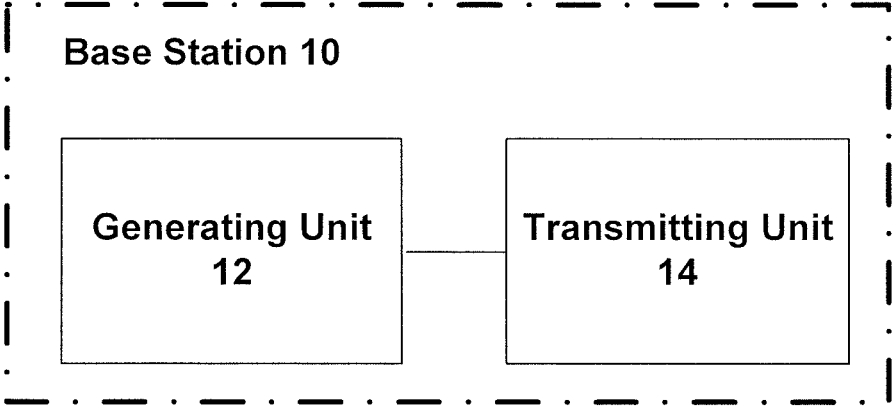 Base Station 10
Generating Unit
12
Transmitting Unit
14